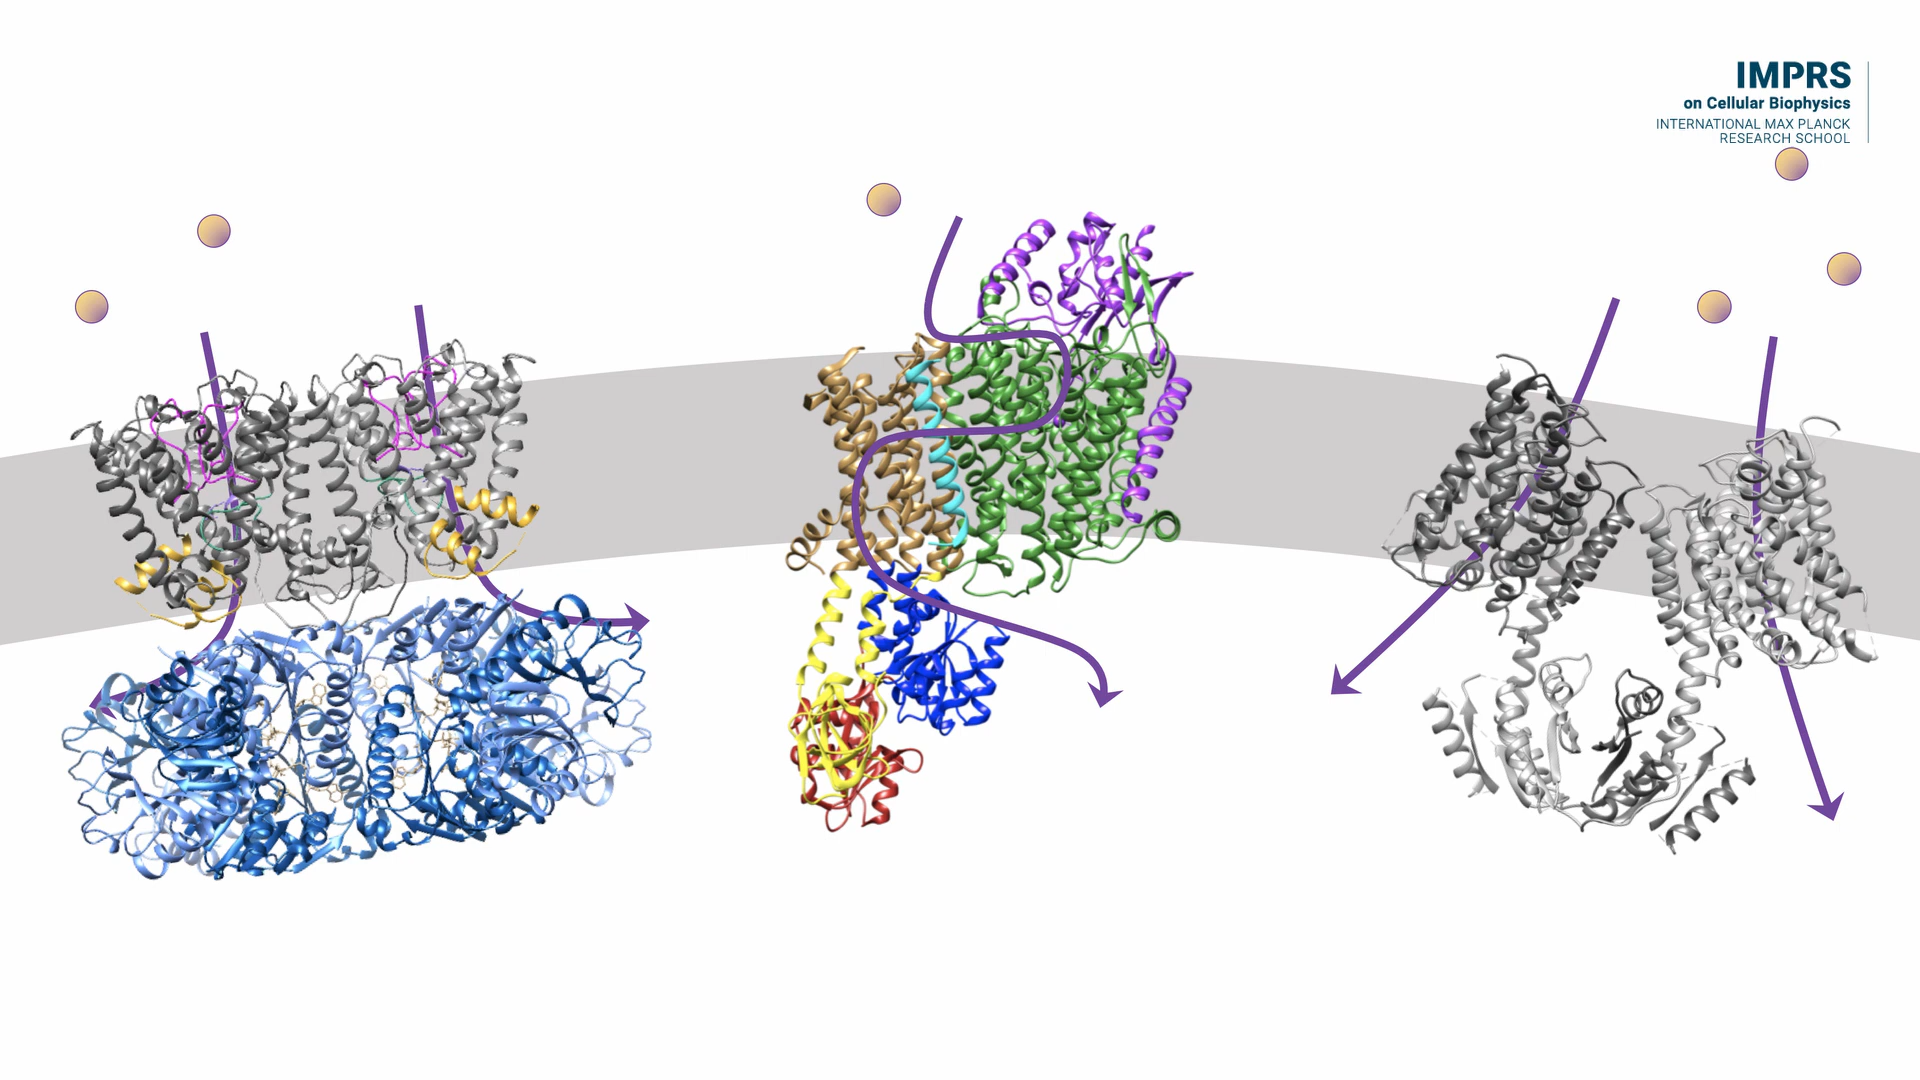 IMPRS
on Cellular Biophysics
INTERNATIONAL MAX PLANCK
RESEARCH SCHOOL